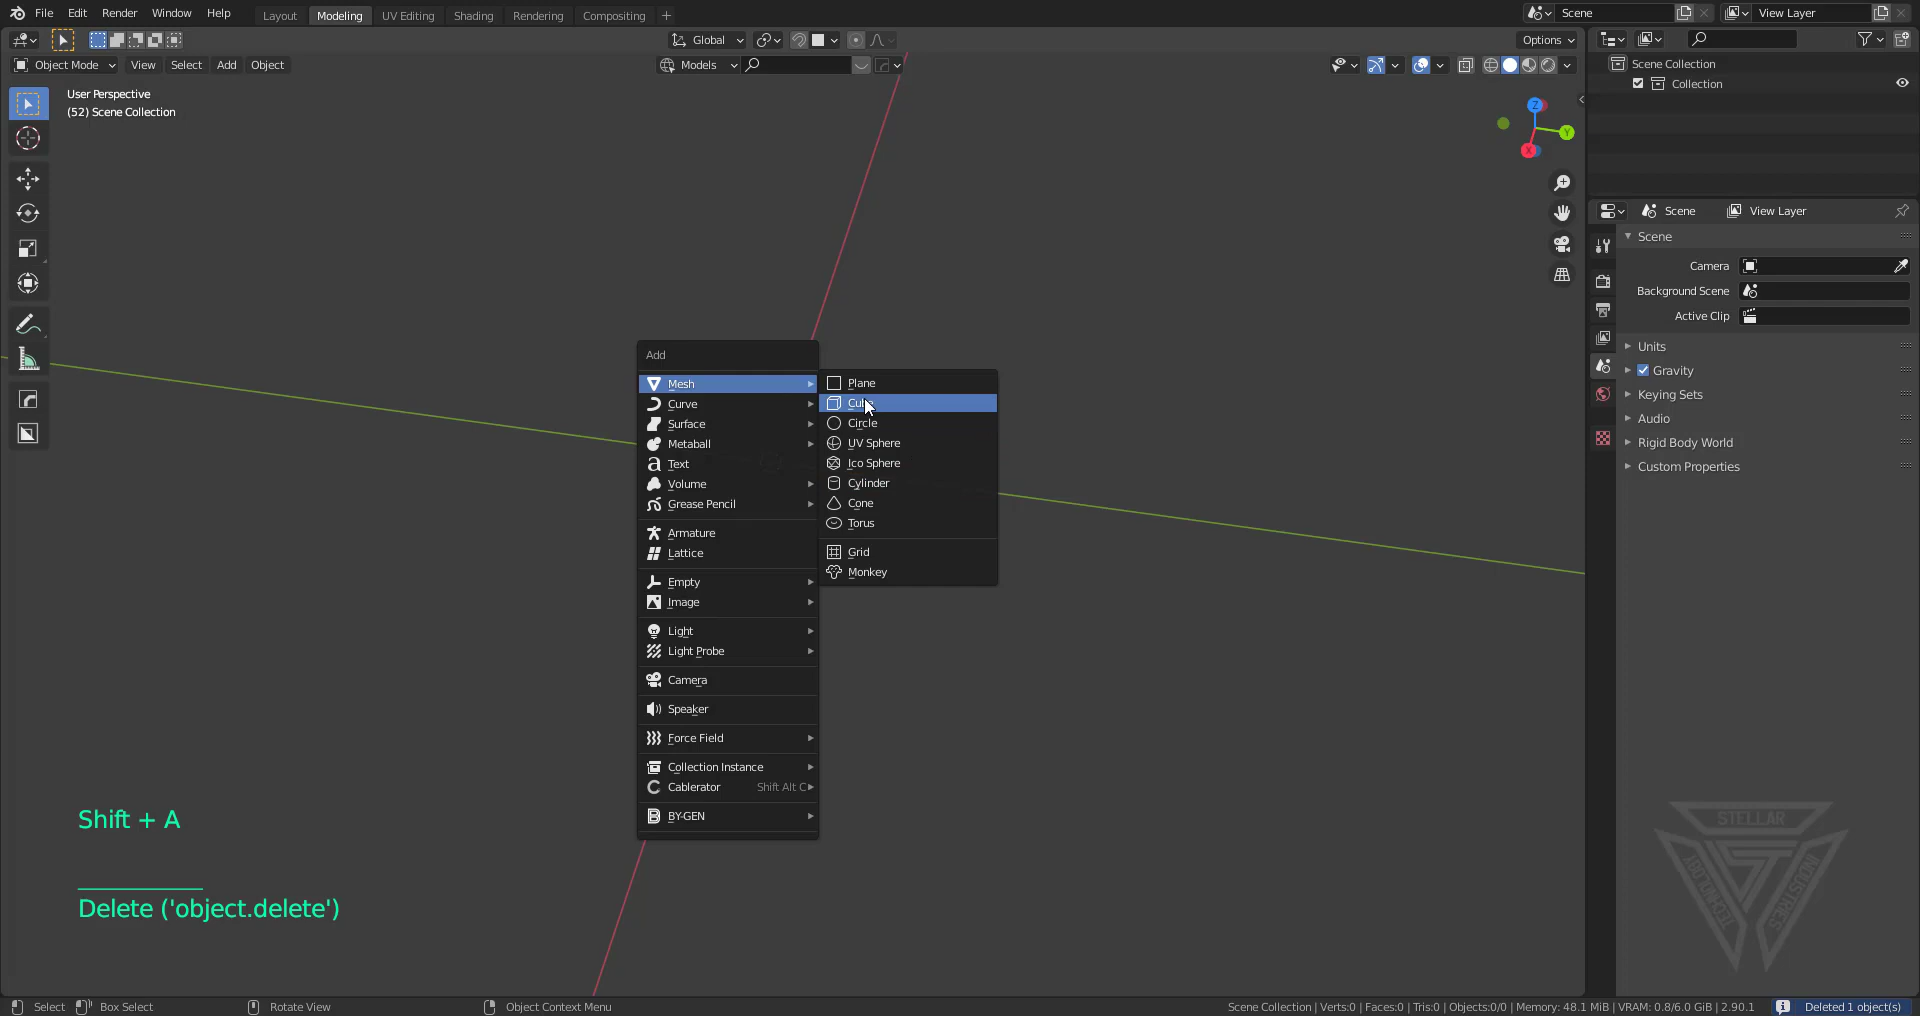 File Edit Render Window Help
Layout Modeling UV Editing Shading Rendering Compositing +
Scene
View Layer
Global
Options
Object Mode View Select Add Object
Models
User Perspective
(52) Scene Collection
Z
Y
X
Scene Collection
Collection
Scene View Layer
Scene
Camera
Background Scene
Active Clip
Units
Gravity
Keying Sets
Audio
Rigid Body World
Custom Properties
Add
Mesh
Curve
Surface
Metaball
Text
Volume
Grease Pencil
Armature
Lattice
Empty
Image
Light
Light Probe
Camera
Speaker
Force Field
Collection Instance
Cablerator Shift Alt C
BY-GEN
Plane
Circle
UV Sphere
Ico Sphere
Cylinder
Cone
Torus
Grid
Monkey
Shift + A
Delete ('object.delete')
STELLAR
INDUSTRIES
Select Box Select Rotate View Object Context Menu
Scene Collection | Verts:0 | Faces:0 | Tris:0 | Objects:0/0 | Memory: 48.1 MiB | VRAM: 0.8/6.0 GiB | 2.90.1
Deleted 1 object(s)